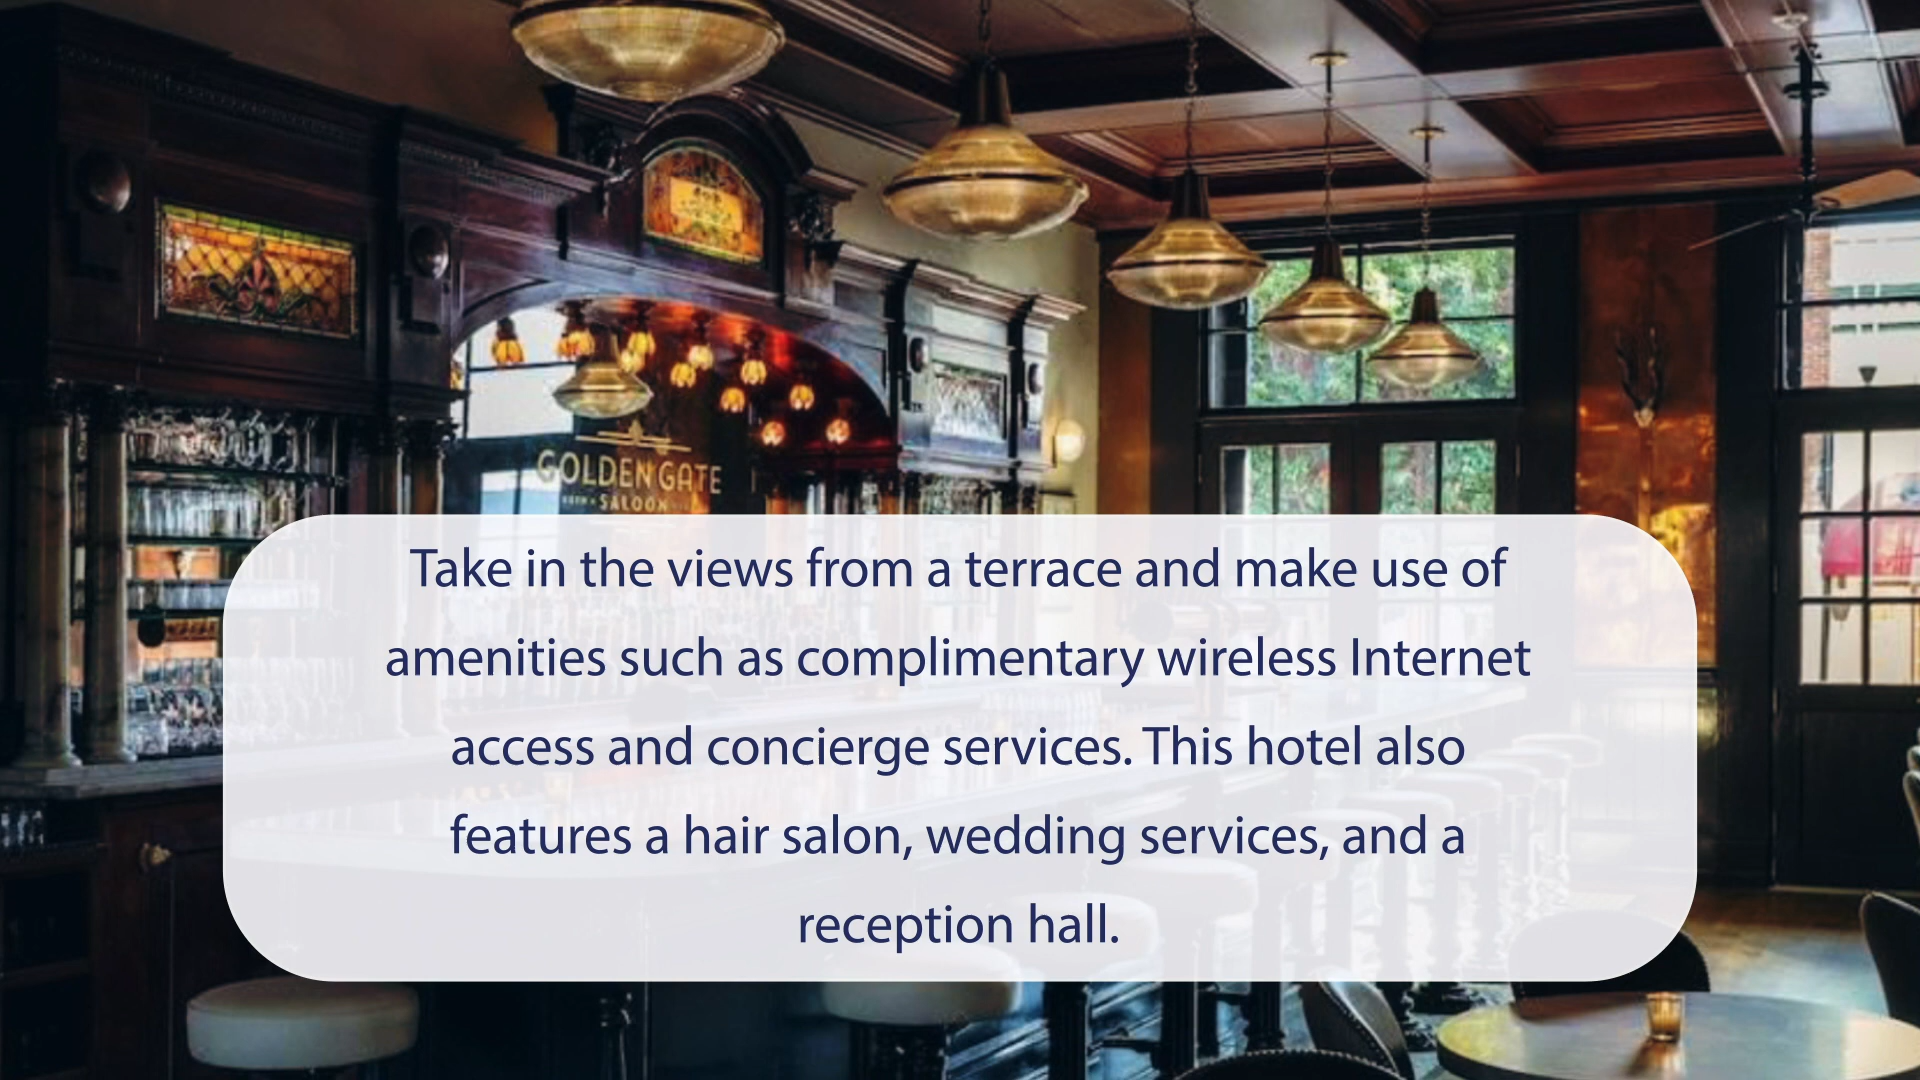 GOLDEN GATE
SALOON
Take in the views from a terrace and make use of
amenities such as complimentary wireless Internet
access and concierge services. This hotel also
features a hair salon, wedding services, and a
reception hall.